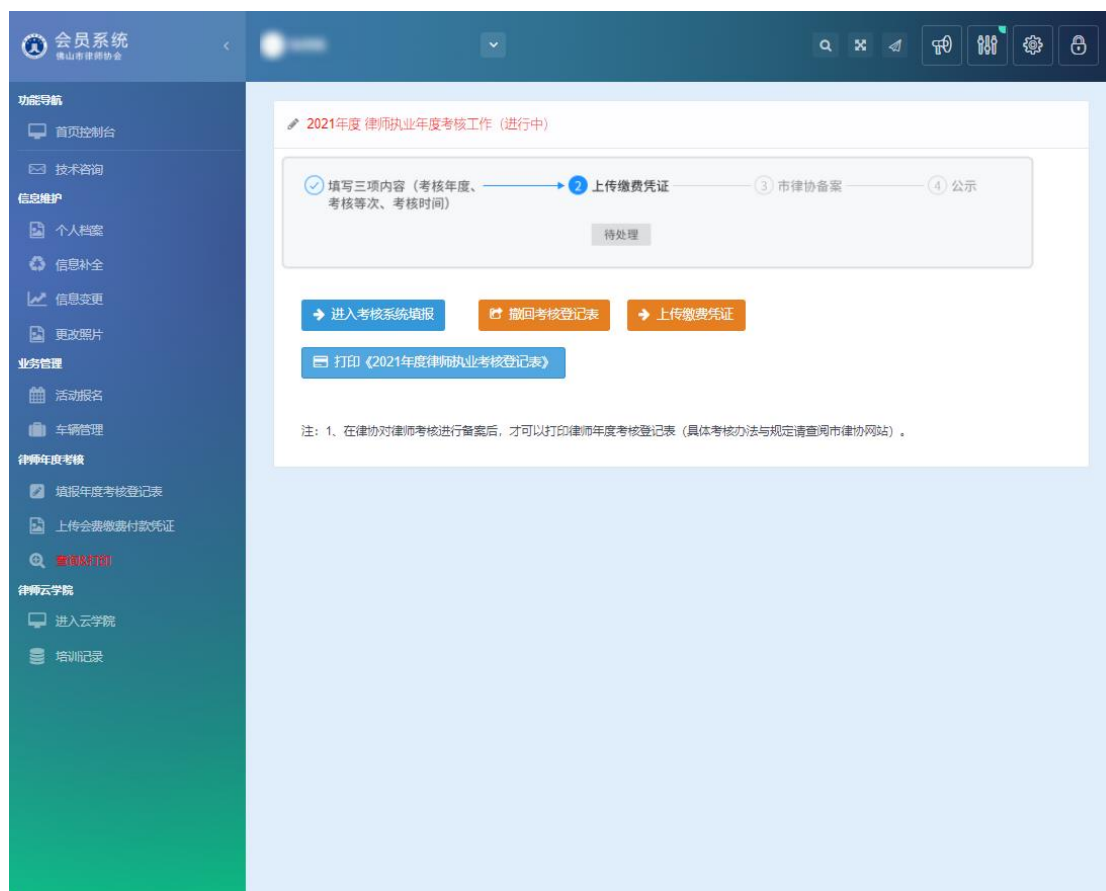 会员系统
佛山市律师协会
功能导航
首页控制台
技术咨询
信息维护
个人档案
信息补全
信息变更
更改照片
业务管理
活动报名
车辆管理
律师年度考核
填报年度考核登记表
上传会费缴费付款凭证
查询&打印
律师云学院
进入云学院
培训记录
2021年度 律师执业年度考核工作（进行中）
填写三项内容（考核年度、
考核等次、考核时间）
2 上传缴费凭证
待处理
3 市律协备案
4 公示
进入考核系统填报
撤回考核登记表
上传缴费凭证
打印《2021年度律师执业考核登记表》
注：1、在律协对律师考核进行备案后，才可以打印律师年度考核登记表（具体考核办法与规定请查阅市律协网站）。